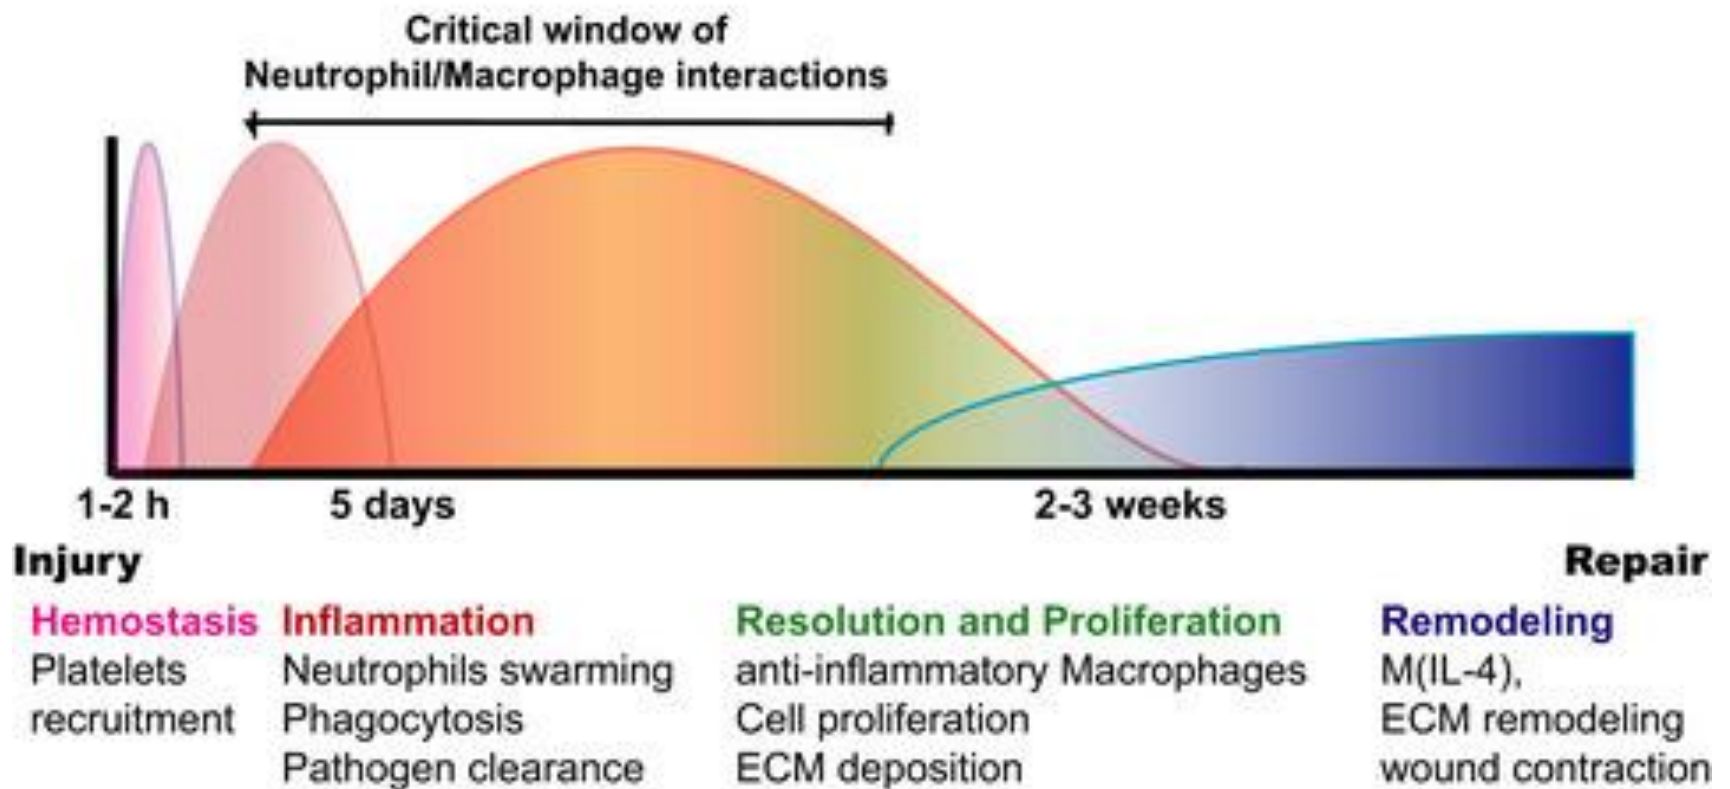 Critical window of
Neutrophil/Macrophage interactions
1-2 h
5 days
2-3 weeks
Injury
Repair
Hemostasis
Platelets
recruitment
Inflammation
Neutrophils swarming
Phagocytosis
Pathogen clearance
Resolution and Proliferation
anti-inflammatory Macrophages
Cell proliferation
ECM deposition
Remodeling
M(IL-4),
ECM remodeling
wound contraction